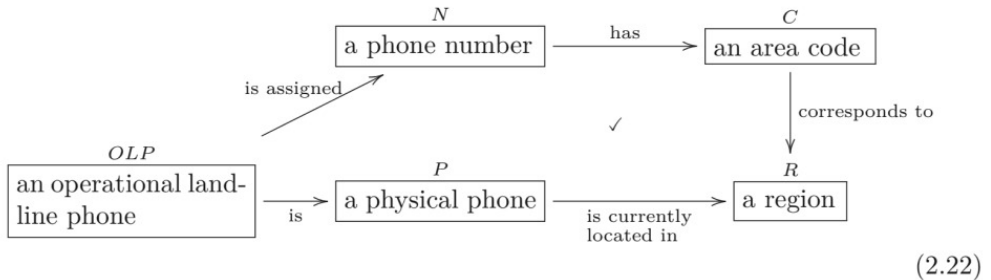 N
a phone number
has
C
an area code
is assigned
corresponds to
✓
OLP
an operational land-
line phone
is
P
a physical phone
is currently
located in
R
a region
(2.22)